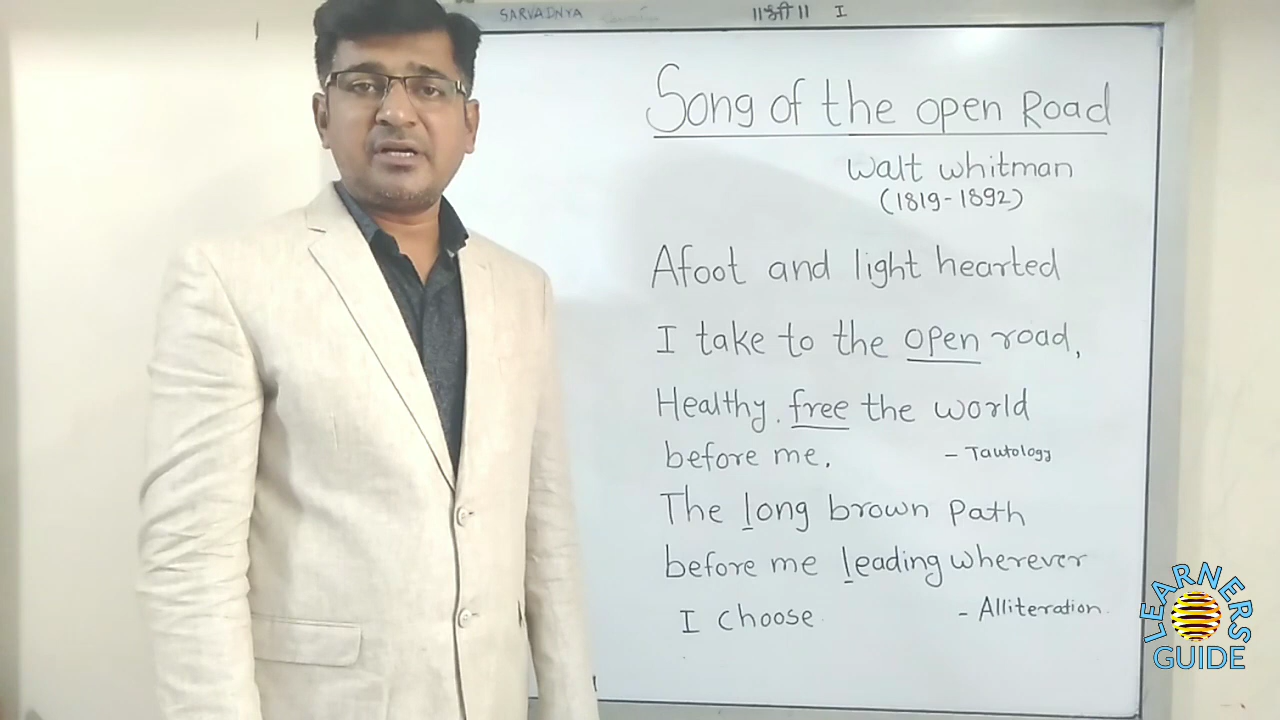 SARVADNYA ॥श्री॥ I
Song of the open Road
Walt whitman
(1819-1892)
Afoot and light hearted
I take to the open road,
Healthy. free the world
before me.
- Tautology
The long brown path
before me leading wherever
I choose
- Alliteration.
LEARNERS
GUIDE